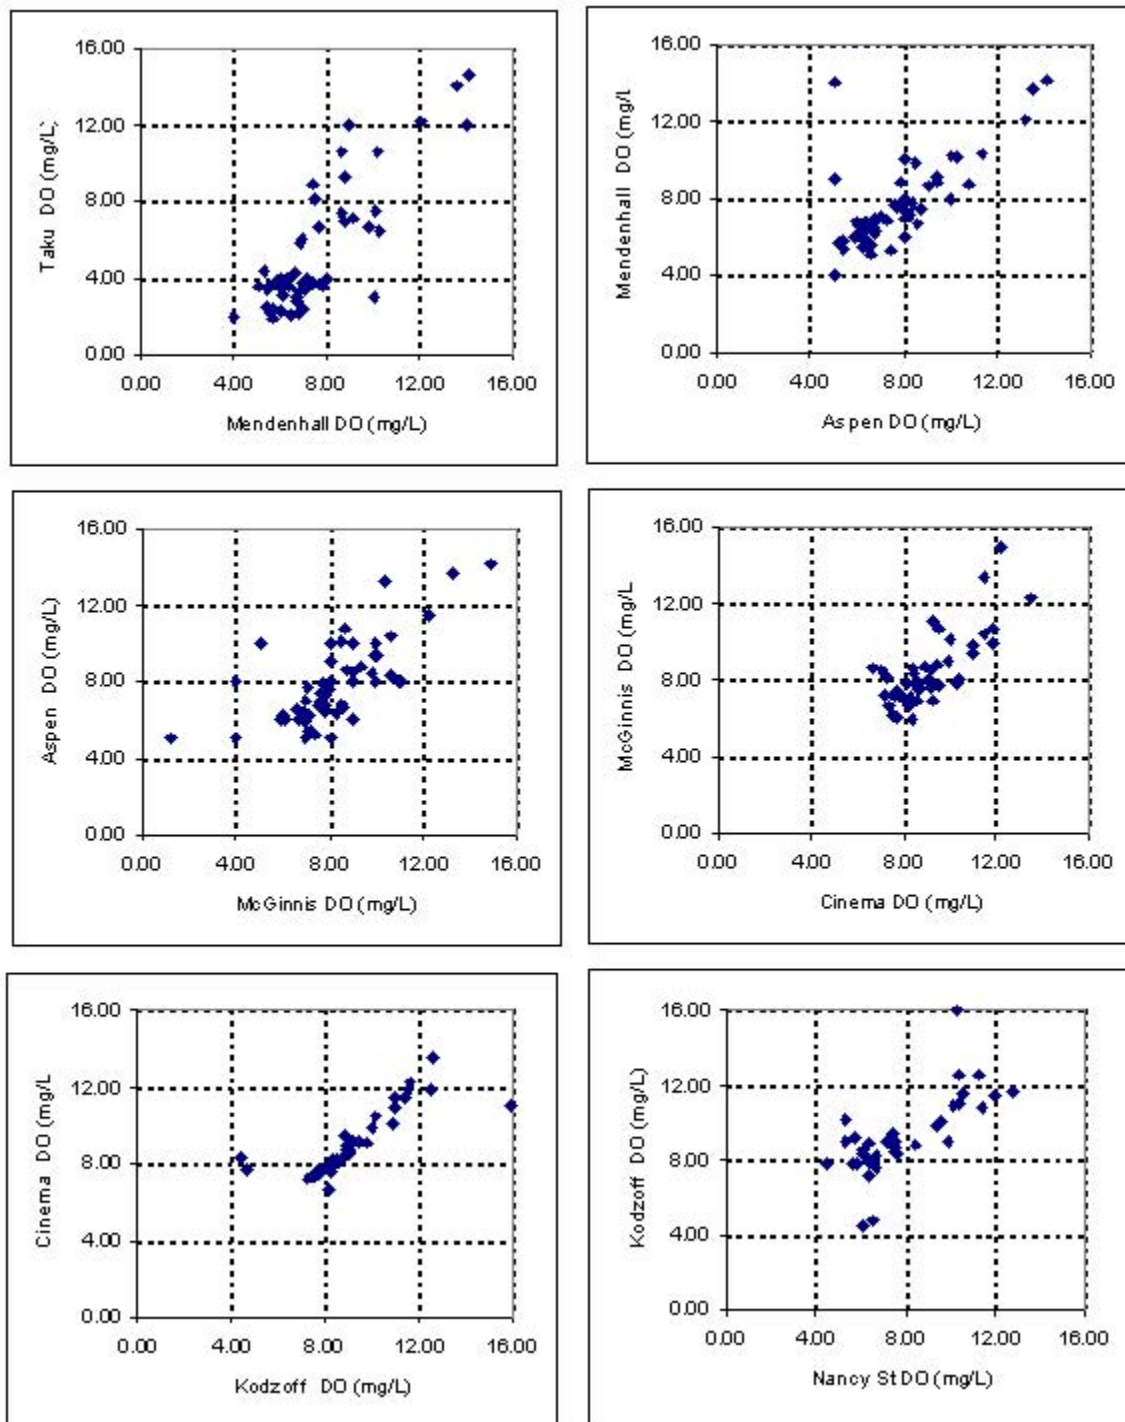 16.00
12.00
8.00
4.00
0.00
Taku DO (mg/L)
0.00 4.00 8.00 12.00 16.00
Mendenhall DO (mg/L)
16.00
12.00
8.00
4.00
0.00
Mendenhall DO (mg/L
0.00 4.00 8.00 12.00 16.00
Aspen DO (mg/L)
16.00
12.00
8.00
4.00
0.00
Aspen DO (mg/L)
0.00 4.00 8.00 12.00 16.00
McGinnis DO (mg/L)
16.00
12.00
8.00
4.00
0.00
McGinnis DO (mg/L
0.00 4.00 8.00 12.00 16.00
Cinema DO (mg/L)
16.00
12.00
8.00
4.00
0.00
Cinema DO (mg/L
0.00 4.00 8.00 12.00 16.00
Kodzoff DO (mg/L)
16.00
12.00
8.00
4.00
0.00
Kodzoff DO (mg/L)
0.00 4.00 8.00 12.00 16.00
Nancy St DO (mg/L)